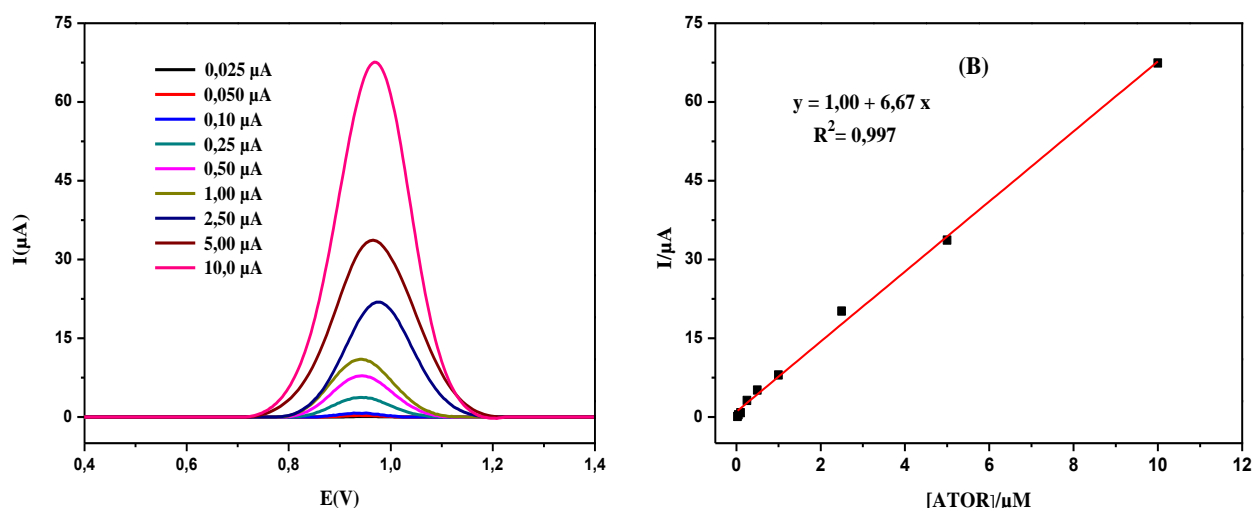 75
60
45
30
15
0
I(µA)
0,025 µA
0,050 µA
0,10 µA
0,25 µA
0,50 µA
1,00 µA
2,50 µA
5,00 µA
10,0 µA
0,4 0,6 0,8 1,0 1,2 1,4
E(V)
75
60
45
30
15
0
I/µA
(B)
y = 1,00 + 6,67 x
R²= 0,997
0 2 4 6 8 10 12
[ATOR]/µM